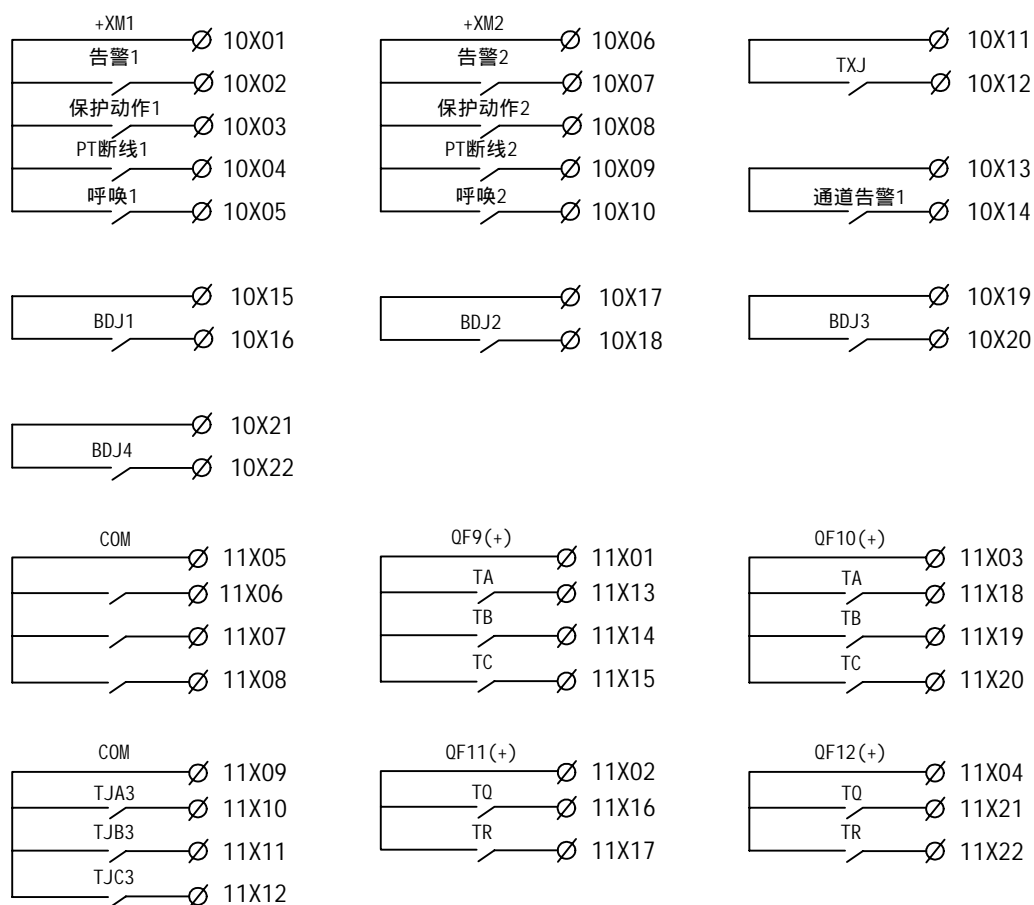 +XM1
10X01
告警1
10X02
保护动作1
10X03
PT断线1
10X04
呼唤1
10X05
+XM2
10X06
告警2
10X07
保护动作2
10X08
PT断线2
10X09
呼唤2
10X10
10X11
TXJ
10X12
10X13
通道告警1
10X14
10X15
BDJ1
10X16
10X17
BDJ2
10X18
10X19
BDJ3
10X20
10X21
BDJ4
10X22
COM
11X05
11X06
11X07
11X08
QF9(+)
11X01
TA
11X13
TB
11X14
TC
11X15
QF10(+)
11X03
TA
11X18
TB
11X19
TC
11X20
COM
11X09
TJA3
11X10
TJB3
11X11
TJC3
11X12
QF11(+)
11X02
TQ
11X16
TR
11X17
QF12(+)
11X04
TQ
11X21
TR
11X22